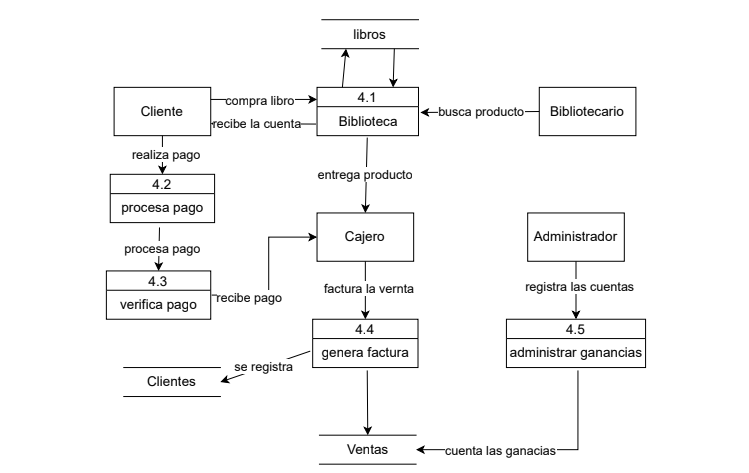 libros
4.1
Cliente
compra libro
Biblioteca
busca producto
Bibliotecario
recibe la cuenta
realiza pago
entrega producto
4.2
procesa pago
Cajero
Administrador
procesa pago
4.3
recibe pago
factura la vernta
registra las cuentas
verifica pago
4.4
4.5
genera factura
administrar ganancias
se registra
Clientes
Ventas
cuenta las ganacias